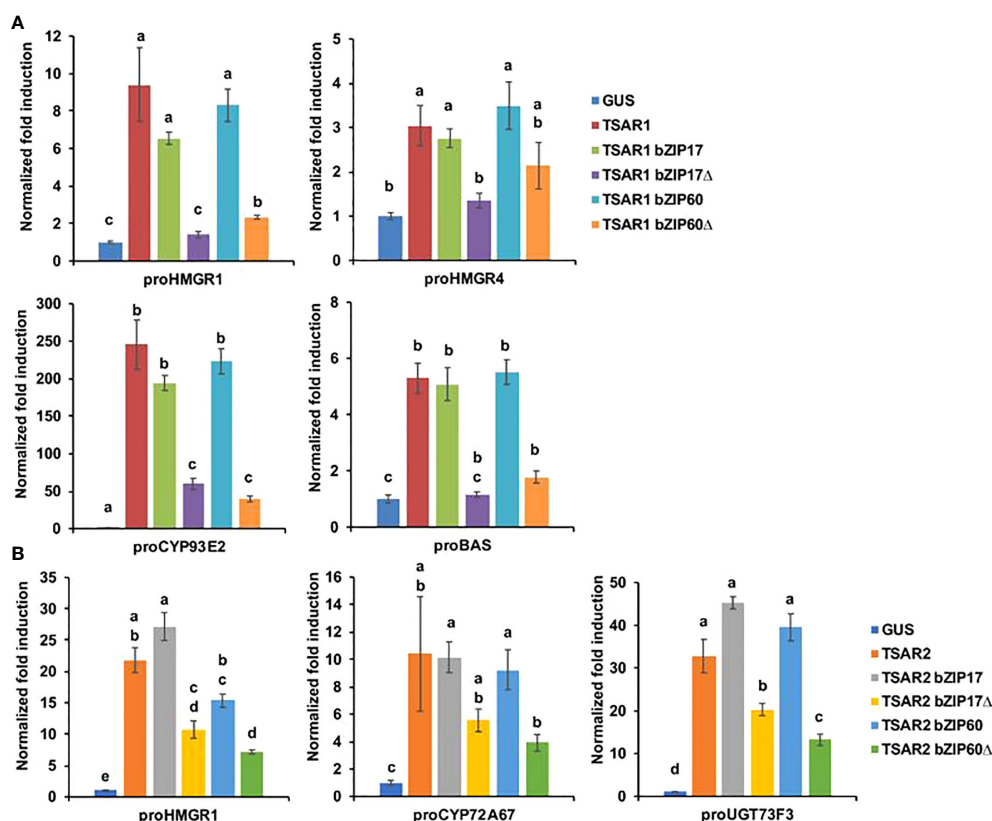 A
Normalized fold induction
12
10
8
6
4
2
0
c
a
a
c
a
b
proHMGR1
Normalized fold induction
5
4
3
2
1
0
b
a
a
b
a
a
b
proHMGR4
GUS
TSAR1
TSAR1 bZIP17
TSAR1 bZIP17Δ
TSAR1 bZIP60
TSAR1 bZIP60Δ
Normalized fold induction
300
250
200
150
100
50
0
a
b
b
c
b
c
proCYP93E2
Normalized fold induction
8
6
4
2
0
c
b
b
b
c
b
b
proBAS
B
Normalized fold induction
35
30
25
20
15
10
5
0
e
a
b
a
c
d
b
c
d
proHMGR1
Normalized fold induction
16
14
12
10
8
6
4
2
0
c
a
b
a
a
b
a
b
proCYP72A67
Normalized fold induction
50
40
30
20
10
0
d
a
a
b
a
c
proUGT73F3
GUS
TSAR2
TSAR2 bZIP17
TSAR2 bZIP17Δ
TSAR2 bZIP60
TSAR2 bZIP60Δ